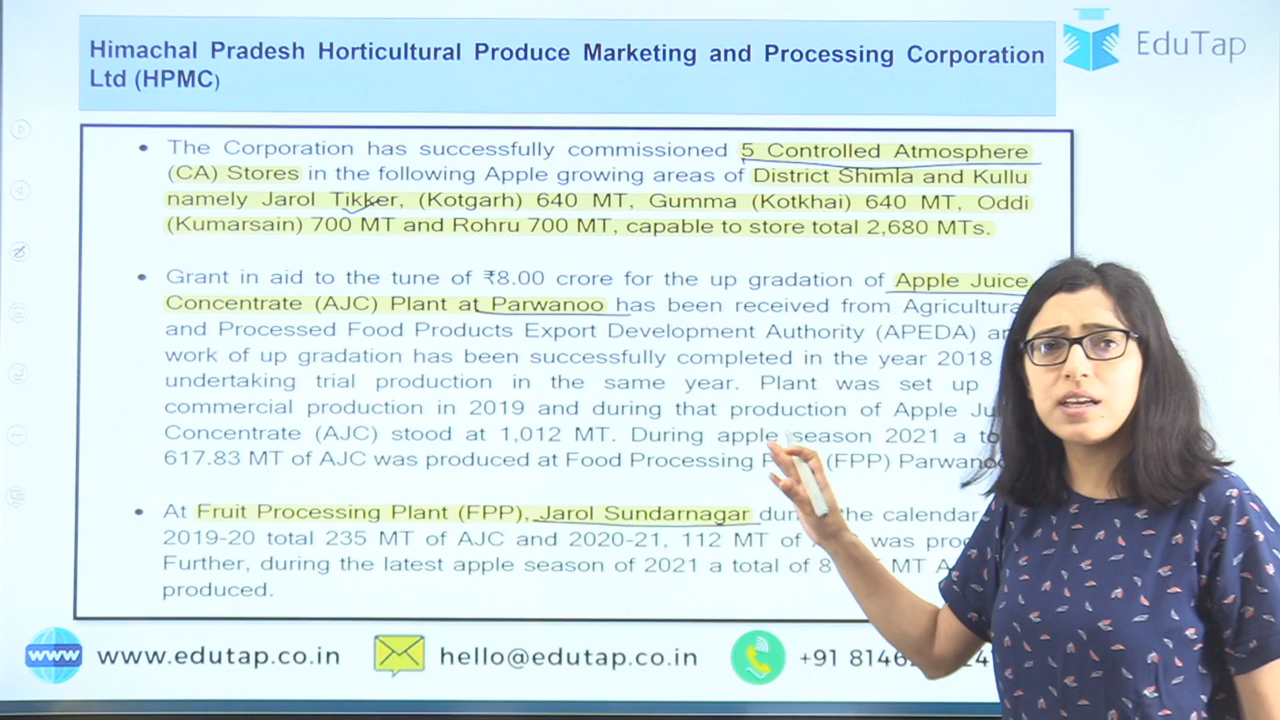 Himachal Pradesh Horticultural Produce Marketing and Processing Corporation
Ltd (HPMC)
EduTap
• The Corporation has successfully commissioned 5 Controlled Atmosphere
(CA) Stores in the following Apple growing areas of District Shimla and Kullu
namely Jarol Tikker, (Kotgarh) 640 MT, Gumma (Kotkhai) 640 MT, Oddi
(Kumarsain) 700 MT and Rohru 700 MT, capable to store total 2,680 MTs.
• Grant in aid to the tune of ₹8.00 crore for the up gradation of Apple Juice
Concentrate (AJC) Plant at Parwanoo has been received from Agricultura
and Processed Food Products Export Development Authority (APEDA)
work of up gradation has been successfully completed in the year 2018
undertaking trial production in the same year. Plant was set up
commercial production in 2019 and during that production of Apple
Concentrate (AJC) stood at 1,012 MT. During apple season 2021 a
617.83 MT of AJC was produced at Food Processing (FPP) Parwanoo
• At Fruit Processing Plant (FPP), Jarol Sundarnagar the calendar
2019-20 total 235 MT of AJC and 2020-21, 112 MT of was
Further, during the latest apple season of 2021 a total of MT
produced.
www
www.edutap.co.in
hello@edutap.co.in
+91